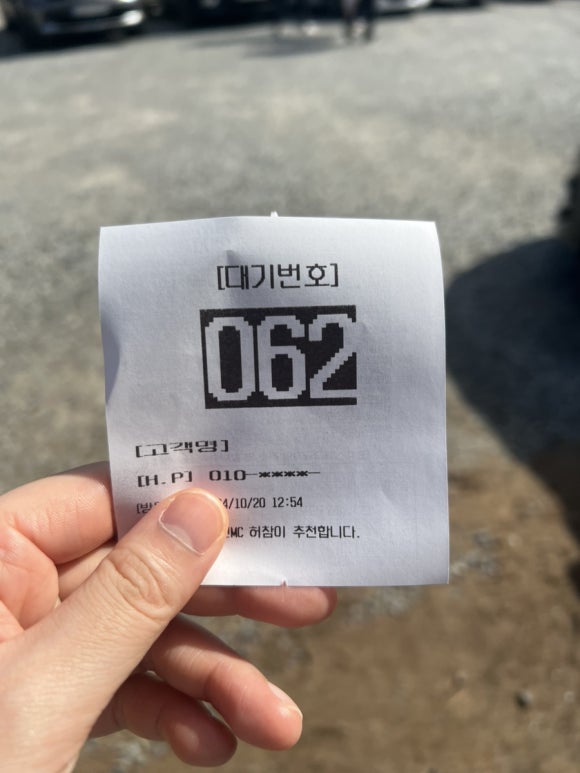 [대기번호]
062
[고객명]
[H.P] 010-****-
4/10/20 12:54
MC 허참이 추천합니다.